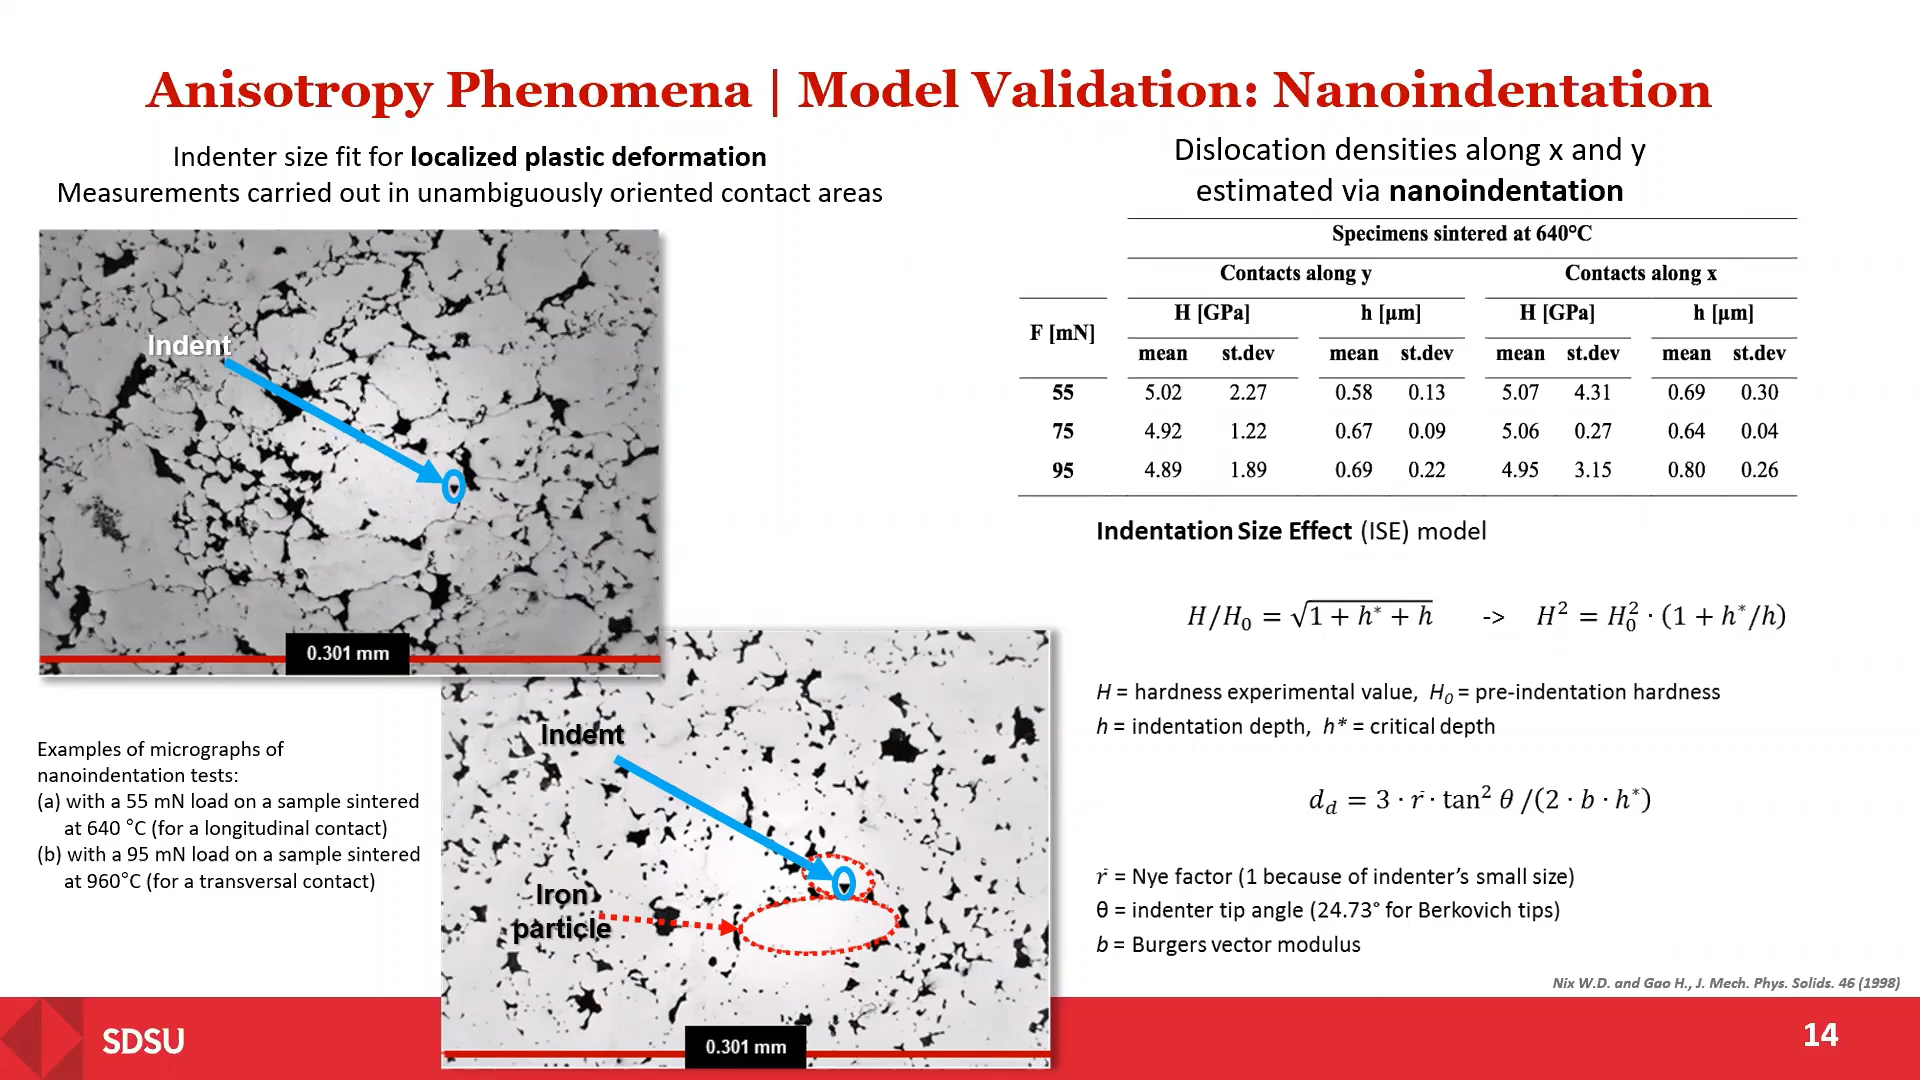 Anisotropy Phenomena | Model Validation: Nanoindentation
Indenter size fit for localized plastic deformation
Measurements carried out in unambiguously oriented contact areas
Indent
0.301 mm
Indent
Iron
particle
0.301 mm
Examples of micrographs of
nanoindentation tests:
(a) with a 55 mN load on a sample sintered
at 640 °C (for a longitudinal contact)
(b) with a 95 mN load on a sample sintered
at 960°C (for a transversal contact)
Dislocation densities along x and y
estimated via nanoindentation
Specimens sintered at 640°C
Contacts along y Contacts along x
F [mN] H [GPa] h [µm] H [GPa] h [µm]
mean st.dev mean st.dev mean st.dev mean st.dev
55 5.02 2.27 0.58 0.13 5.07 4.31 0.69 0.30
75 4.92 1.22 0.67 0.09 5.06 0.27 0.64 0.04
95 4.89 1.89 0.69 0.22 4.95 3.15 0.80 0.26
Indentation Size Effect (ISE) model
H/H₀ = √(1 + h* + h) -> H² = H₀² · (1 + h*/h)
H = hardness experimental value, H₀ = pre-indentation hardness
h = indentation depth, h* = critical depth
d_d = 3 · r̄ · tan² θ /(2 · b · h*)
r̄ = Nye factor (1 because of indenter's small size)
θ = indenter tip angle (24.73° for Berkovich tips)
b = Burgers vector modulus
Nix W.D. and Gao H., J. Mech. Phys. Solids. 46 (1998)
SDSU
14